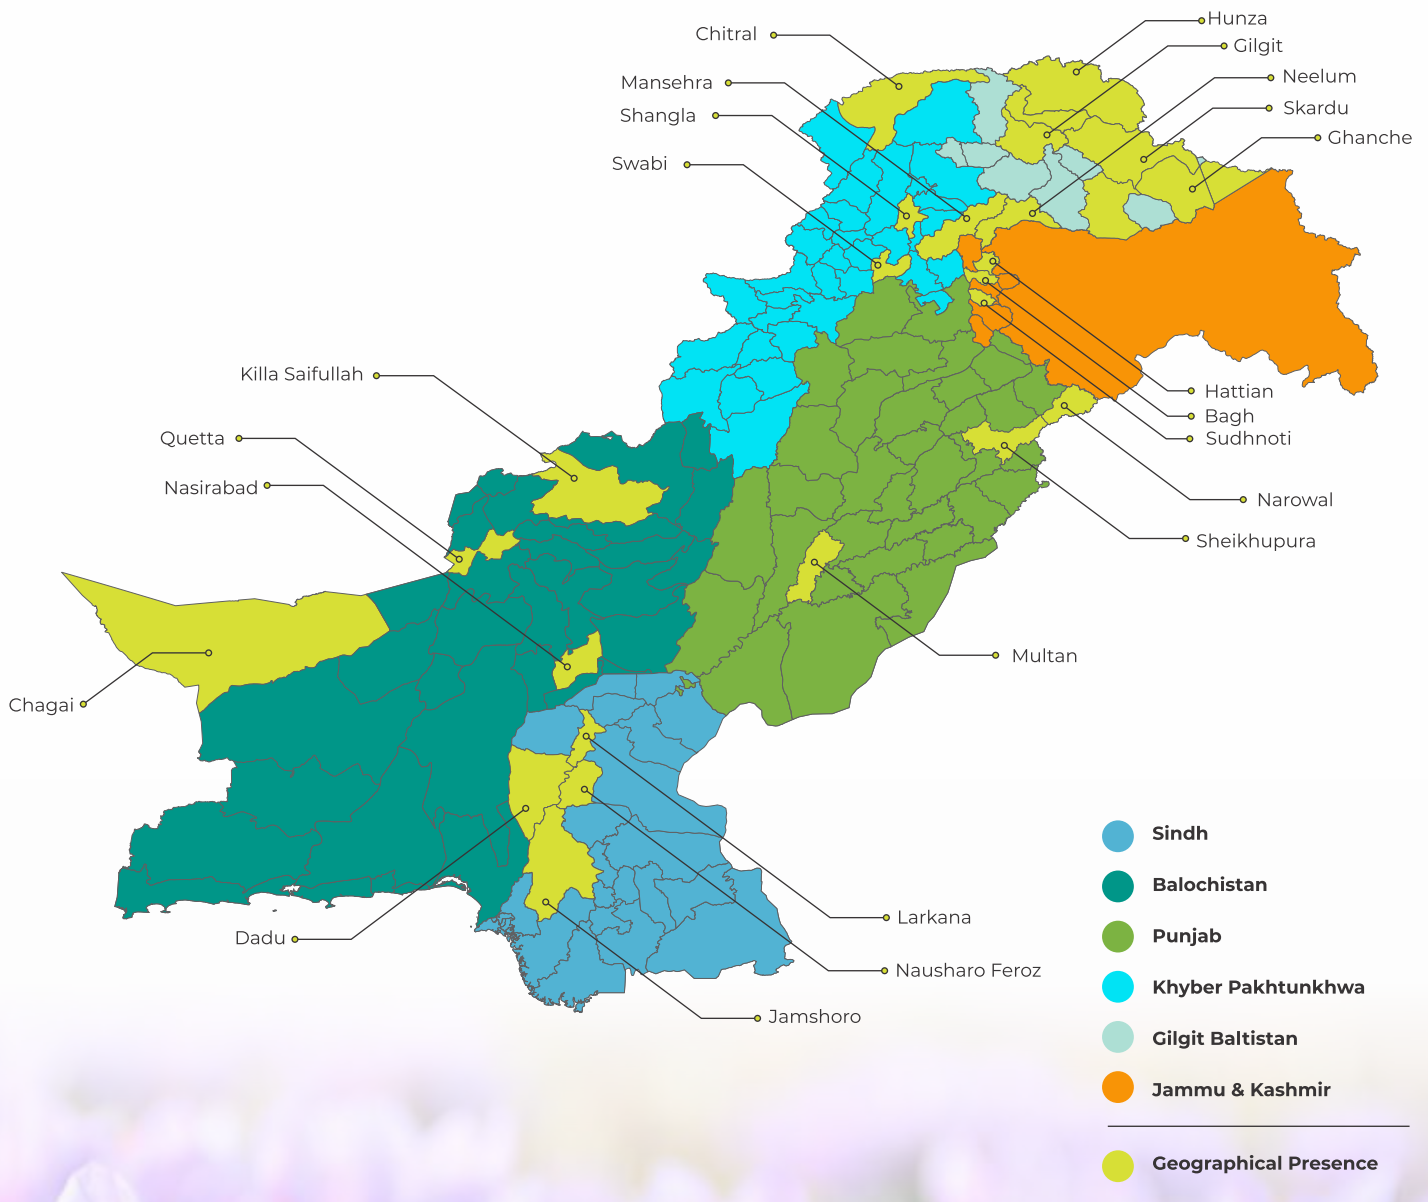 Hunza
Chitral
Gilgit
Mansehra
Neelum
Shangla
Skardu
Ghanche
Swabi
Killa Saifullah
Hattian
Bagh
Quetta
Sudhnoti
Nasirabad
Narowal
Sheikhupura
Multan
Chagai
Sindh
Balochistan
Larkana
Dadu
Punjab
Nausharo Feroz
Khyber Pakhtunkhwa
Jamshoro
Gilgit Baltistan
Jammu & Kashmir
Geographical Presence